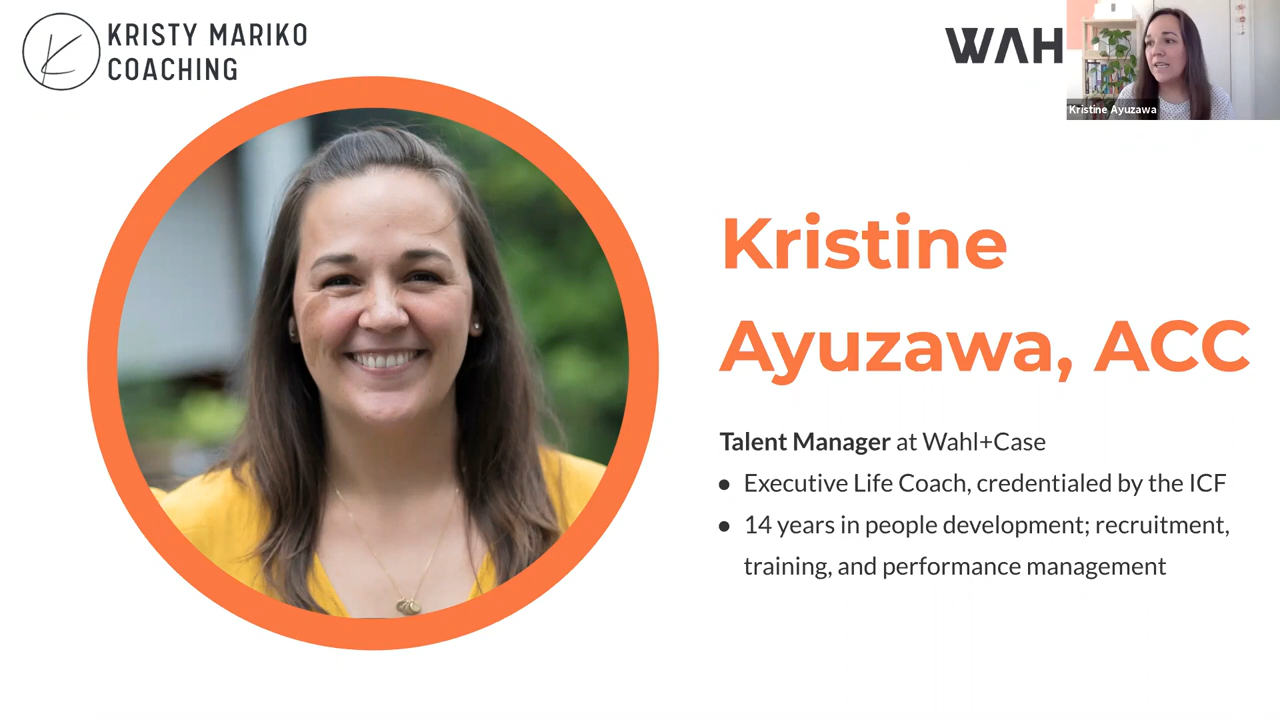 KRISTY MARIKO
COACHING
WAH
Kristine Ayuzawa
Kristine
Ayuzawa, ACC
Talent Manager at Wahl+Case
● Executive Life Coach, credentialed by the ICF
● 14 years in people development; recruitment,
training, and performance management